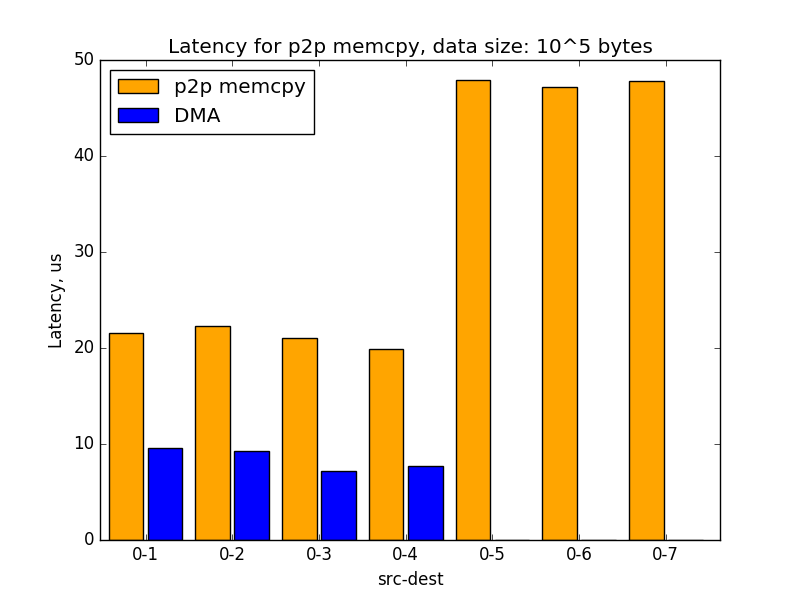 Latency for p2p memcpy, data size: 10^5 bytes
p2p memcpy
DMA
50
40
30
20
10
0
Latency, us
0-1 0-2 0-3 0-4 0-5 0-6 0-7
src-dest